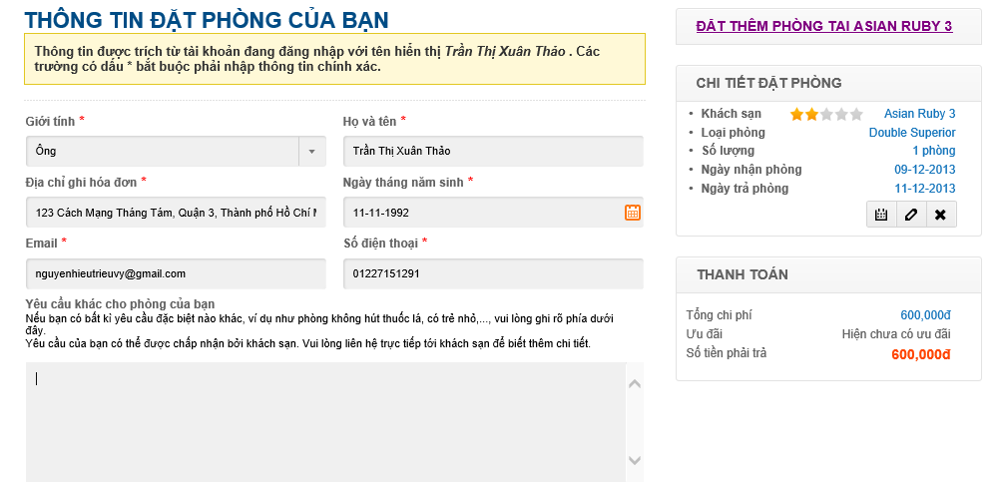 THÔNG TIN ĐẶT PHÒNG CỦA BẠN
Thông tin được trích từ tài khoản đang đăng nhập với tên hiển thị Trần Thị Xuân Thảo . Các
trường có dấu * bắt buộc phải nhập thông tin chính xác.
Giới tính *
Họ và tên *
Ông
Trần Thị Xuân Thảo
Địa chỉ ghi hóa đơn *
Ngày tháng năm sinh *
123 Cách Mạng Tháng Tám, Quận 3, Thành phố Hồ Chí
11-11-1992
Email *
Số điện thoại *
nguyenhieutrieuvy@gmail.com
01227151291
Yêu cầu khác cho phòng của bạn
Nếu bạn có bất kì yêu cầu đặc biệt nào khác, ví dụ như phòng không hút thuốc lá, có trẻ nhỏ,..., vui lòng ghi rõ phía dưới
đây.
Yêu cầu của bạn có thể được chấp nhận bởi khách sạn. Vui lòng liên hệ trực tiếp tới khách sạn để biết thêm chi tiết.
ĐẶT THÊM PHÒNG TẠI ASIAN RUBY 3
CHI TIẾT ĐẶT PHÒNG
• Khách sạn Asian Ruby 3
• Loại phòng Double Superior
• Số lượng 1 phòng
• Ngày nhận phòng 09-12-2013
• Ngày trả phòng 11-12-2013
THANH TOÁN
Tổng chi phí 600,000đ
Ưu đãi Hiện chưa có ưu đãi
Số tiền phải trả 600,000đ